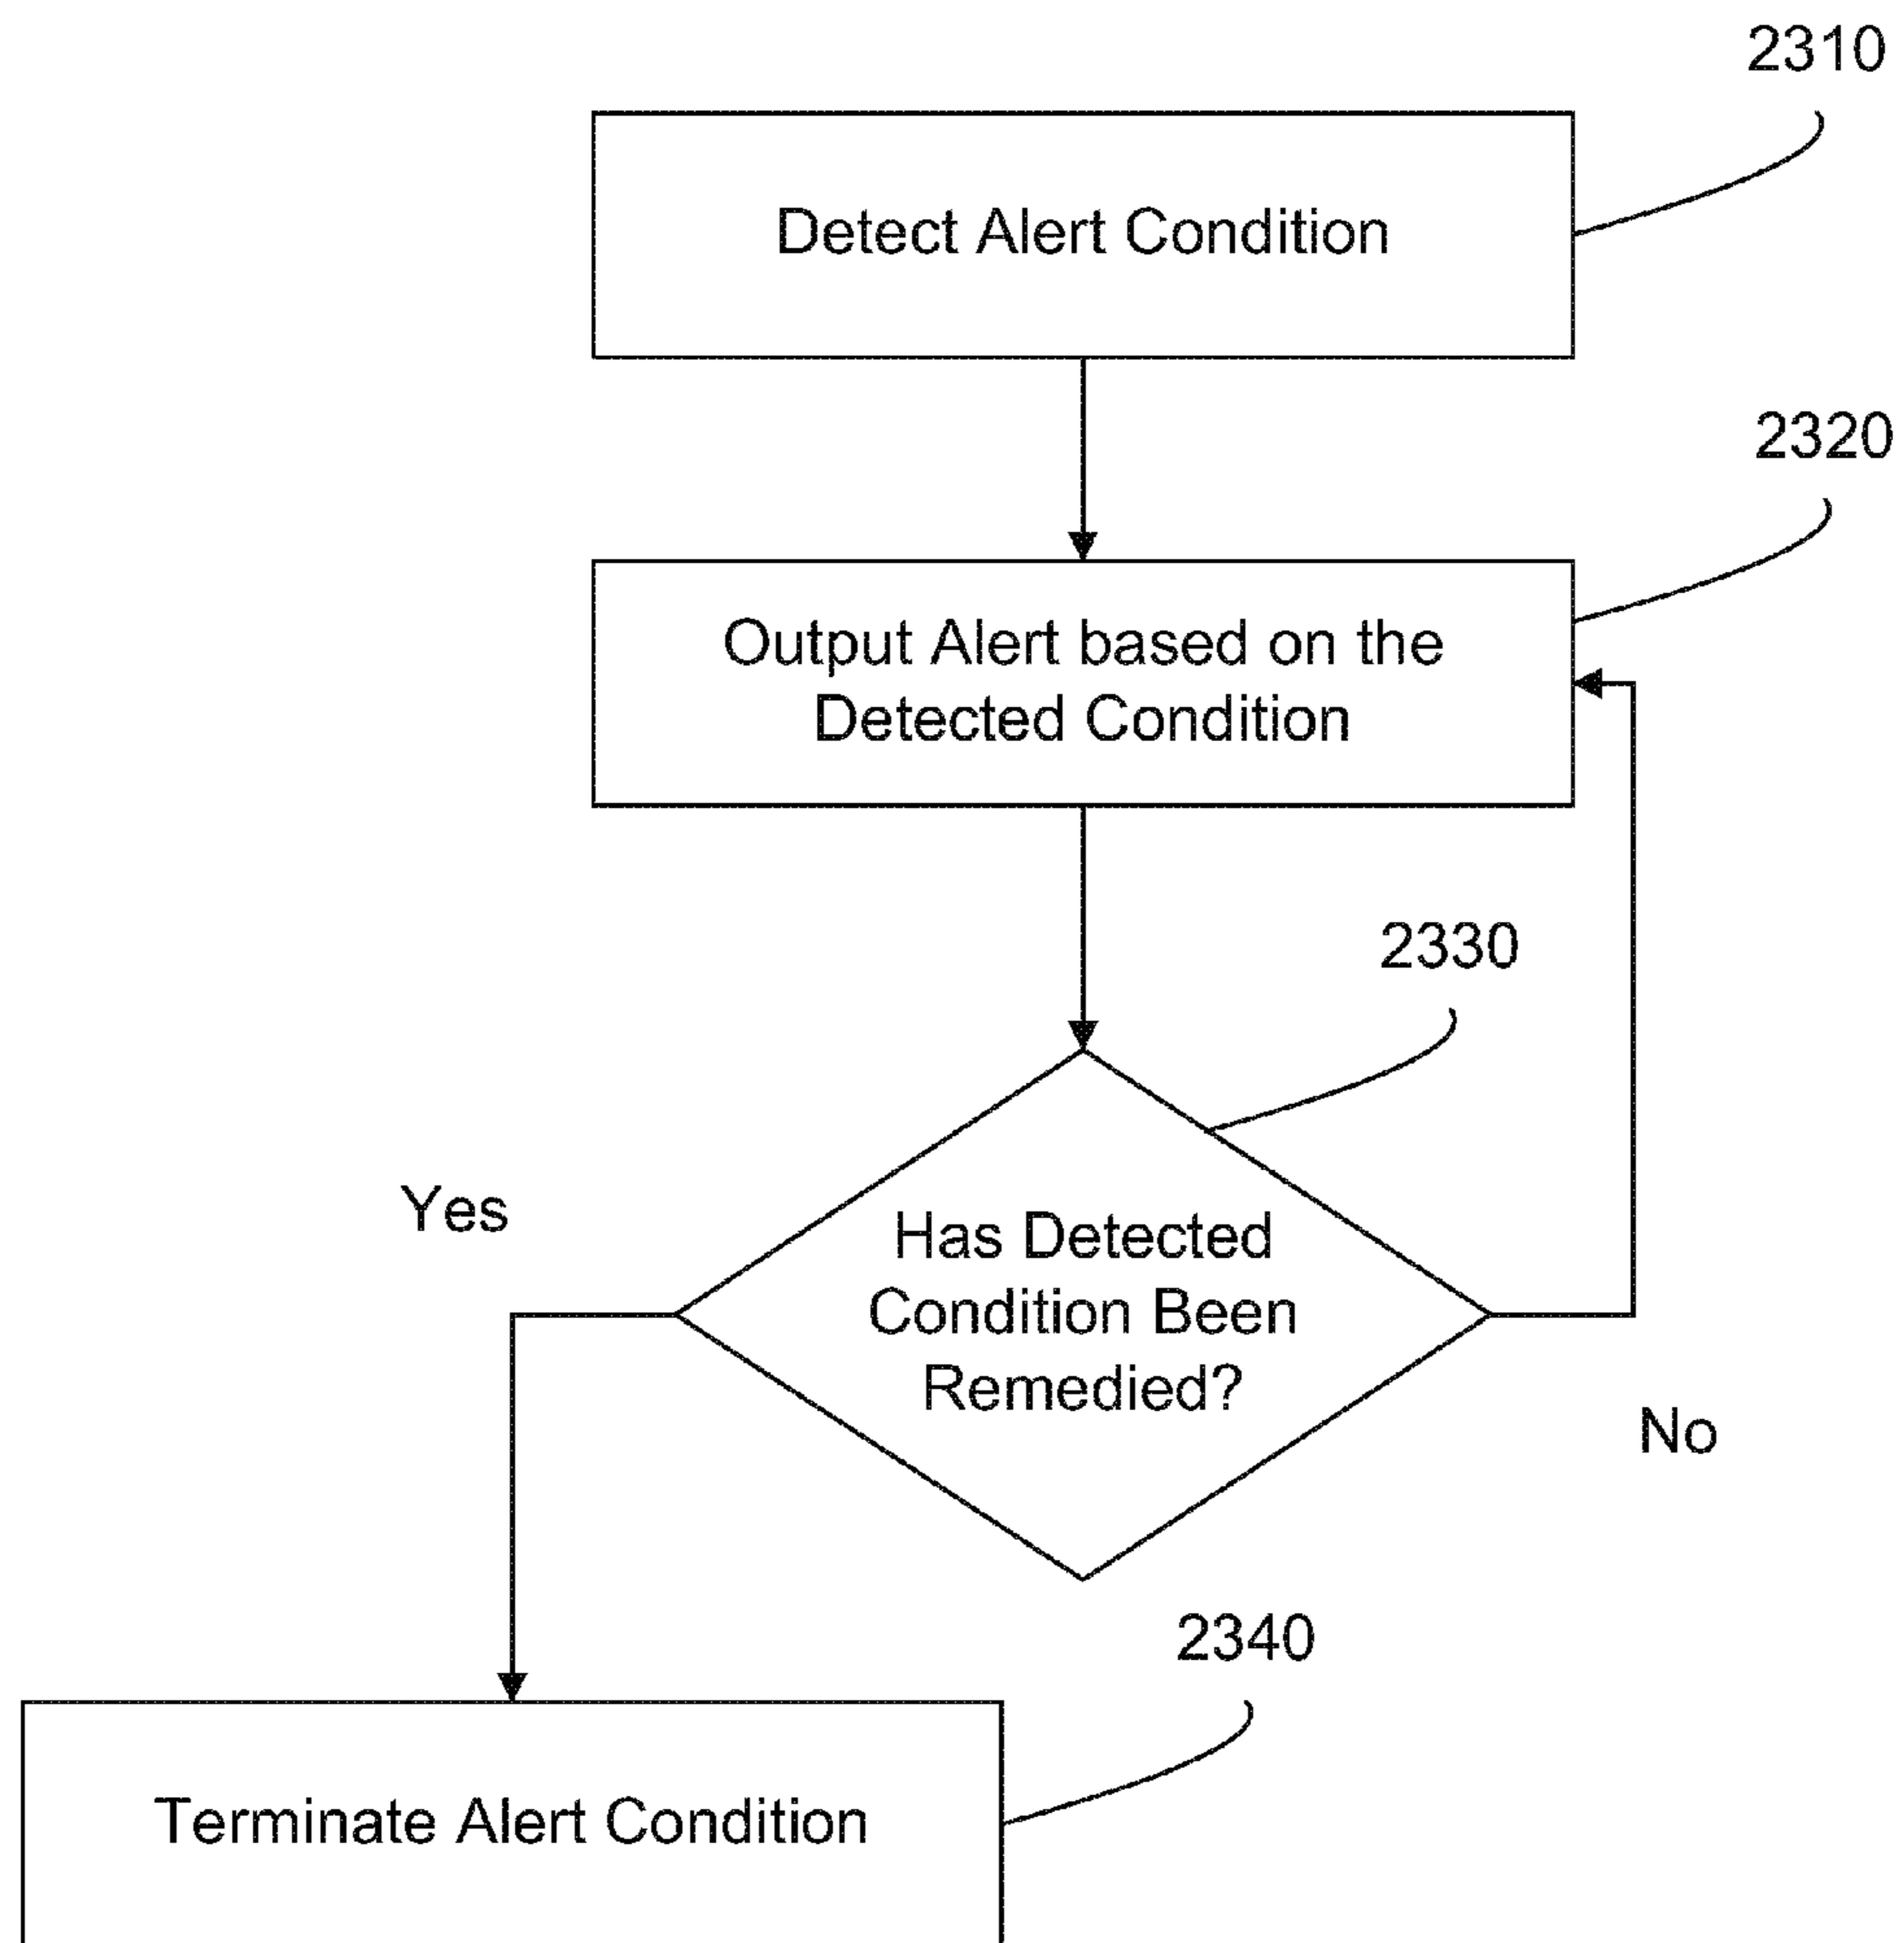 2310
Detect Alert Condition
2320
Output Alert based on the
Detected Condition
2330
Yes
Has Detected
Condition Been
Remedied?
No
2340
Terminate Alert Condition